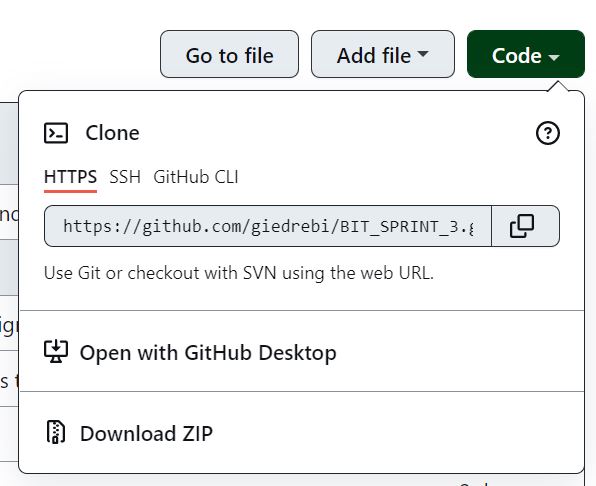 Go to file Add file Code
Clone
HTTPS SSH GitHub CLI
https://github.com/giedrebi/BIT_SPRINT_3.g
Use Git or checkout with SVN using the web URL.
Open with GitHub Desktop
Download ZIP